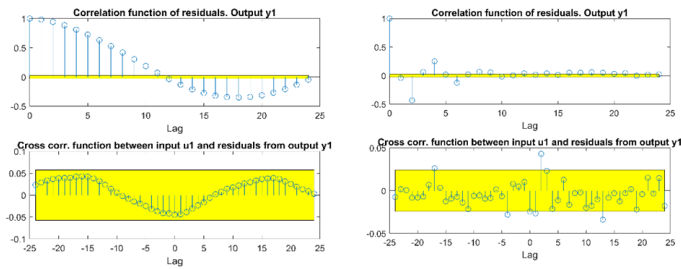 Correlation function of residuals. Output y1
1
0.5
0
-0.5
0 5 10 15 20 25
Lag
Cross corr. function between input u1 and residuals from output y1
0.1
0.05
0
-0.05
-0.1
-25 -20 -15 -10 -5 0 5 10 15 20 25
Lag
Correlation function of residuals. Output y1
1
0.5
0
-0.5
0 5 10 15 20 25
Lag
Cross corr. function between input u1 and residuals from output y1
0.05
0
-0.05
-25 -20 -15 -10 -5 0 5 10 15 20 25
Lag